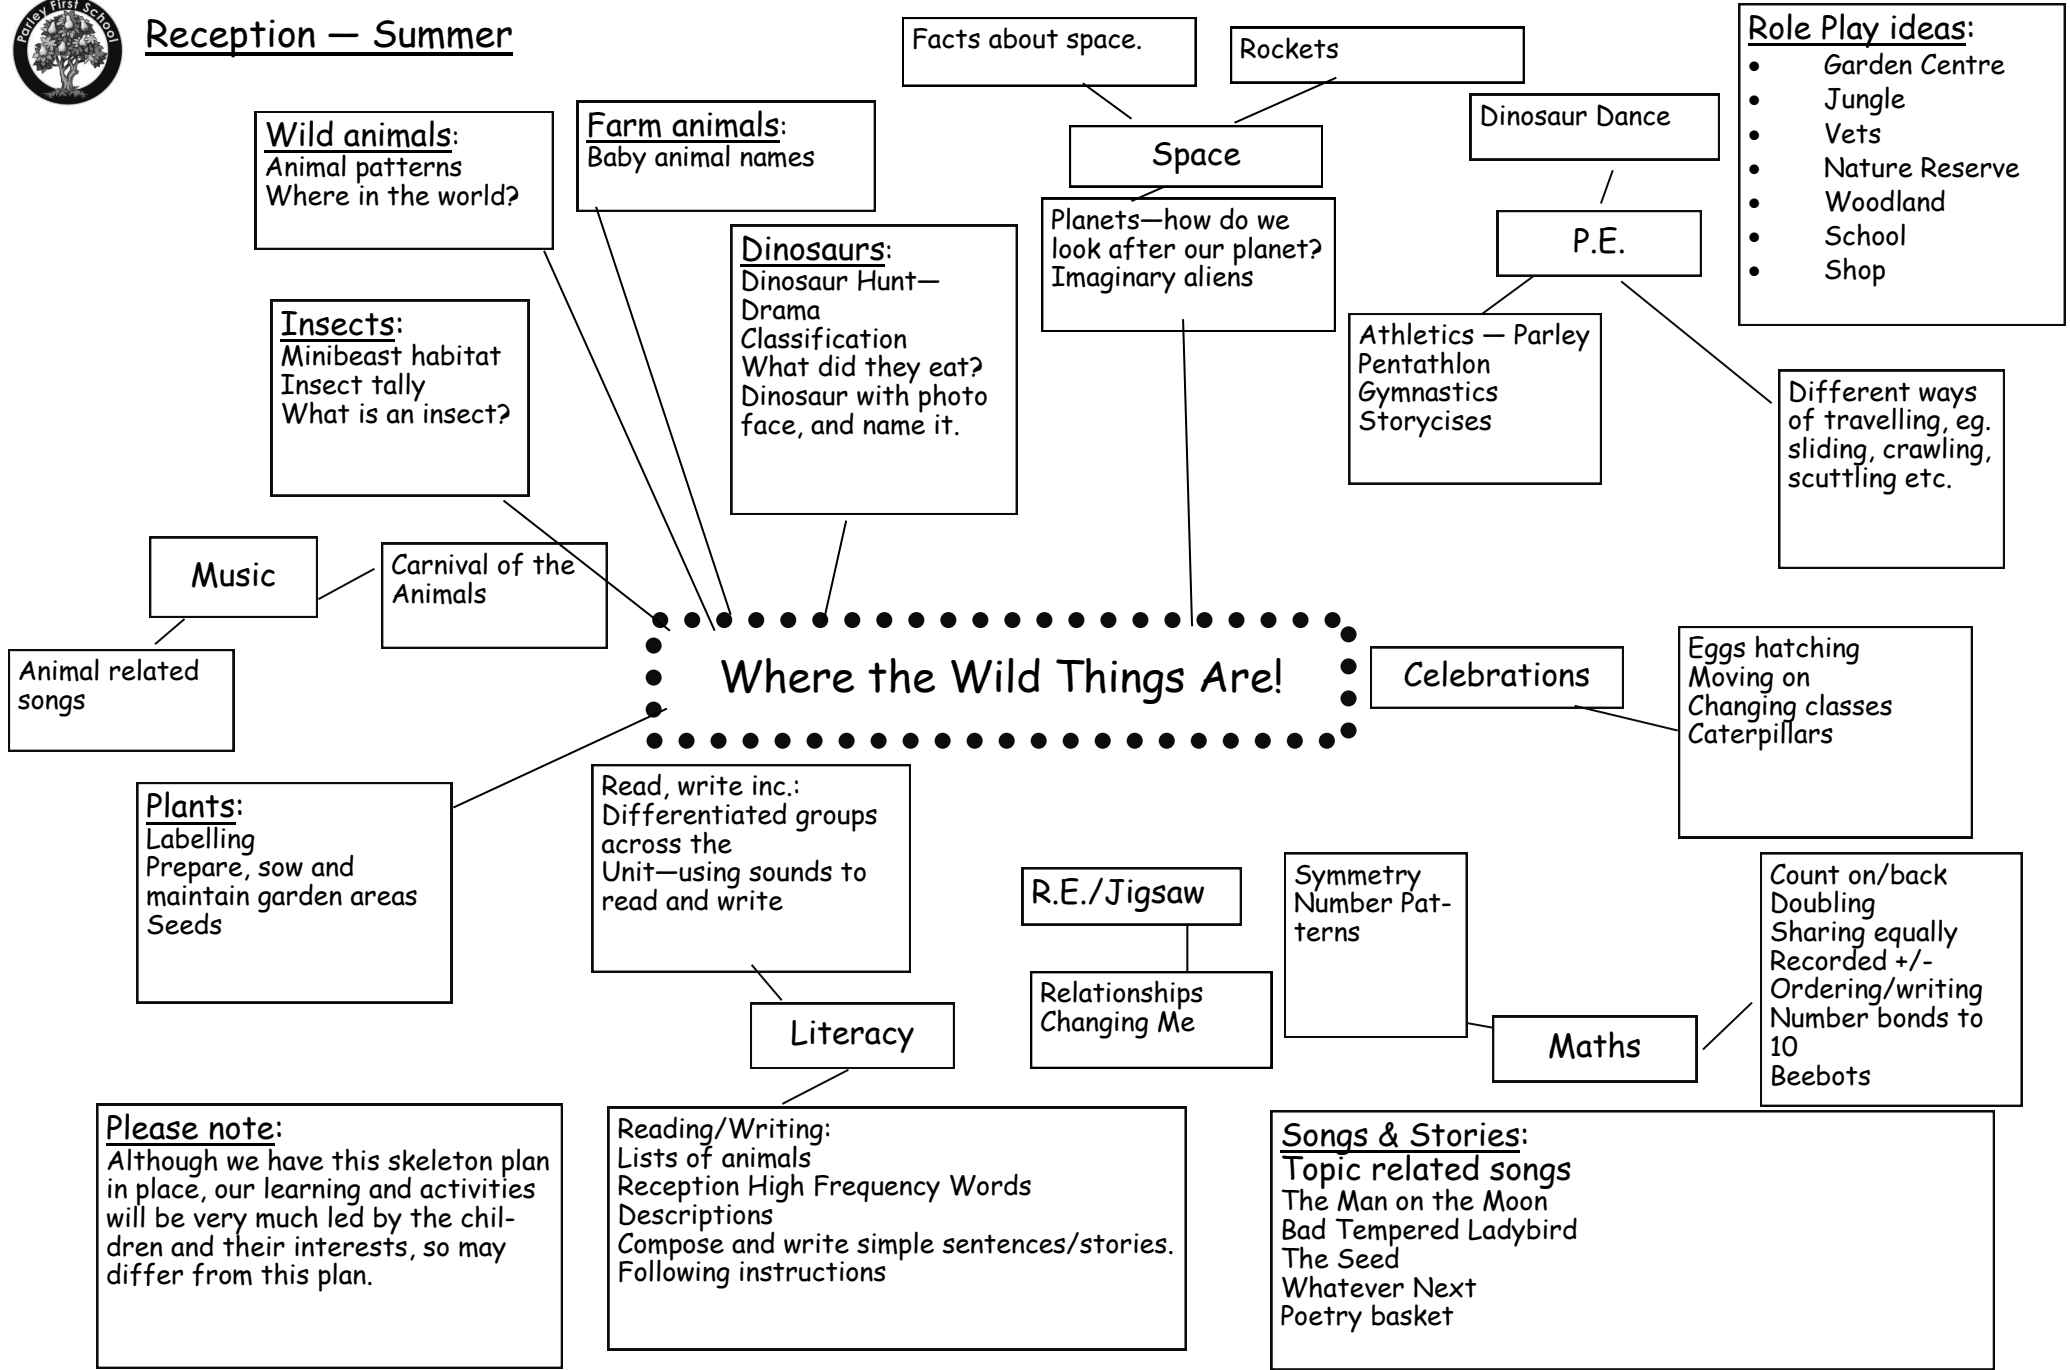 Parley First School
Reception — Summer
Facts about space.
Rockets
Role Play ideas:
• Garden Centre
• Jungle
• Vets
• Nature Reserve
• Woodland
• School
• Shop
Wild animals:
Animal patterns
Where in the world?
Farm animals:
Baby animal names
Space
Dinosaur Dance
Planets—how do we
look after our planet?
Imaginary aliens
P.E.
Dinosaurs:
Dinosaur Hunt—
Drama
Classification
What did they eat?
Dinosaur with photo
face, and name it.
Insects:
Minibeast habitat
Insect tally
What is an insect?
Athletics — Parley
Pentathlon
Gymnastics
Storycises
Different ways
of travelling, eg.
sliding, crawling,
scuttling etc.
Music
Carnival of the
Animals
Animal related
songs
Where the Wild Things Are!
Celebrations
Eggs hatching
Moving on
Changing classes
Caterpillars
Plants:
Labelling
Prepare, sow and
maintain garden areas
Seeds
Read, write inc.:
Differentiated groups
across the
Unit—using sounds to
read and write
R.E./Jigsaw
Relationships
Changing Me
Symmetry
Number Pat-
terns
Maths
Count on/back
Doubling
Sharing equally
Recorded +/-
Ordering/writing
Number bonds to
10
Beebots
Literacy
Please note:
Although we have this skeleton plan
in place, our learning and activities
will be very much led by the chil-
dren and their interests, so may
differ from this plan.
Reading/Writing:
Lists of animals
Reception High Frequency Words
Descriptions
Compose and write simple sentences/stories.
Following instructions
Songs & Stories:
Topic related songs
The Man on the Moon
Bad Tempered Ladybird
The Seed
Whatever Next
Poetry basket